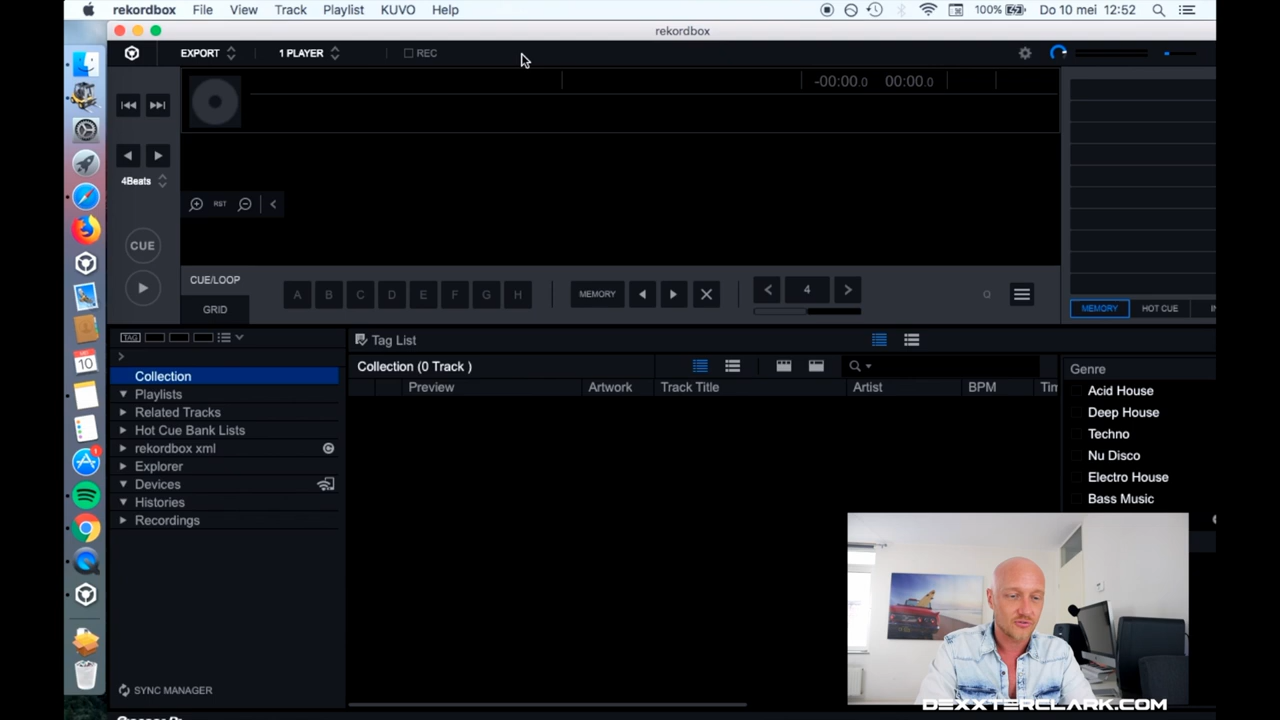 rekordbox File View Track Playlist KUVO Help 100% Do 10 mei 12:52
rekordbox
EXPORT 1 PLAYER REC
-00:00.0 00:00.0
4Beats
RST
CUE
CUE/LOOP
A B C D E F G H MEMORY 4
GRID
MEMORY HOT CUE
TAG
Tag List
Collection (0 Track )
Preview Artwork Track Title Artist BPM Tim
Collection
Playlists
Related Tracks
Hot Cue Bank Lists
rekordbox xml
Explorer
Devices
Histories
Recordings
Genre
Acid House
Deep House
Techno
Nu Disco
Electro House
Bass Music
SYNC MANAGER
DEXXTERCLARK.COM